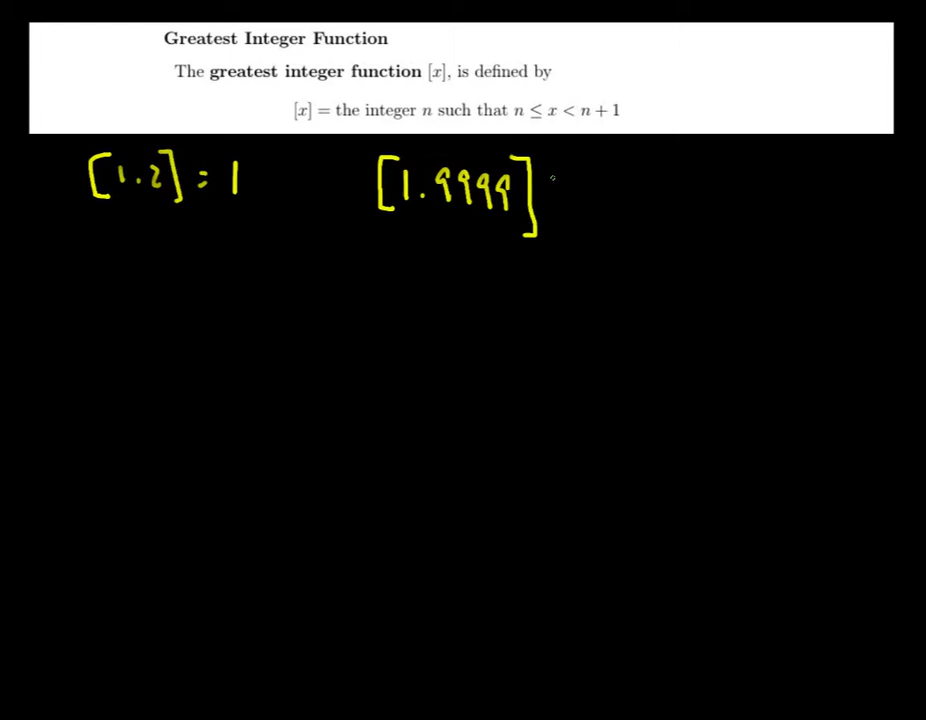 Greatest Integer Function
The greatest integer function [x], is defined by
[x] = the integer n such that n ≤ x < n + 1
[1.2] = 1 [1.9999]